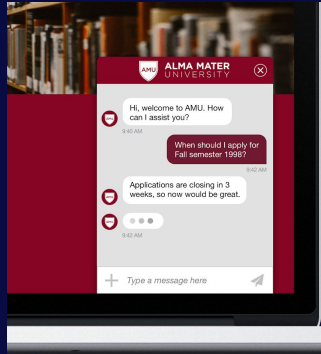 AMU
ALMA MATER
UNIVERSITY
Hi, welcome to AMU. How
can I assist you?
9:42 AM
When should I apply for
Fall semester 1998?
9:42 AM
Applications are closing in 3
weeks, so now would be great.
9:42 AM
Type a message here